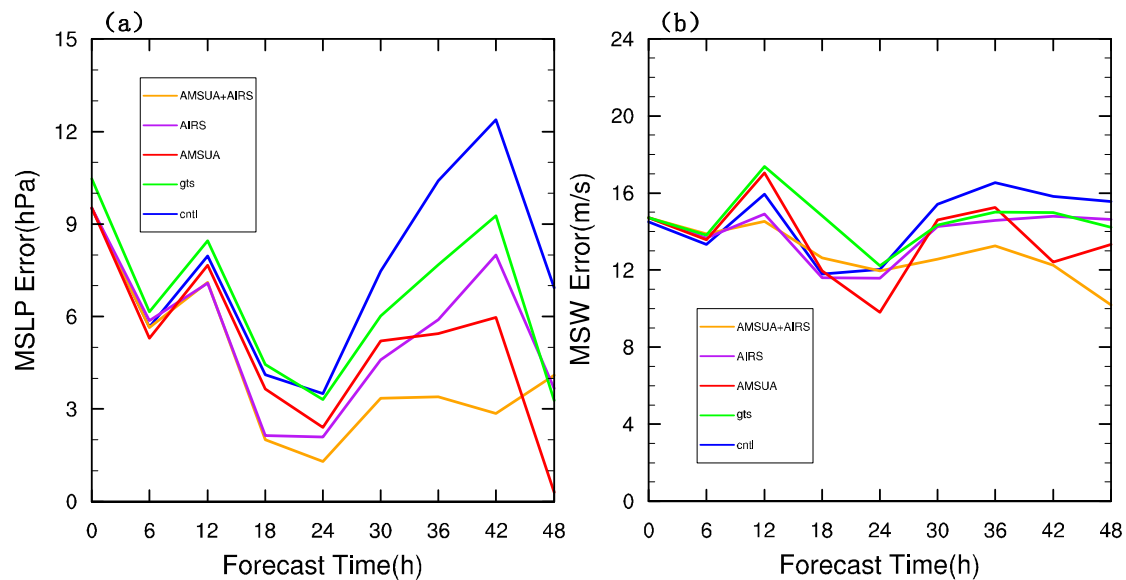 (a)
15
12
9
6
3
0
MSLP Error(hPa)
AMSUA+AIRS
AIRS
AMSUA
gts
cntl
0 6 12 18 24 30 36 42 48
Forecast Time(h)
(b)
24
20
16
12
8
4
0
MSW Error(m/s)
AMSUA+AIRS
AIRS
AMSUA
gts
cntl
0 6 12 18 24 30 36 42 48
Forecast Time(h)